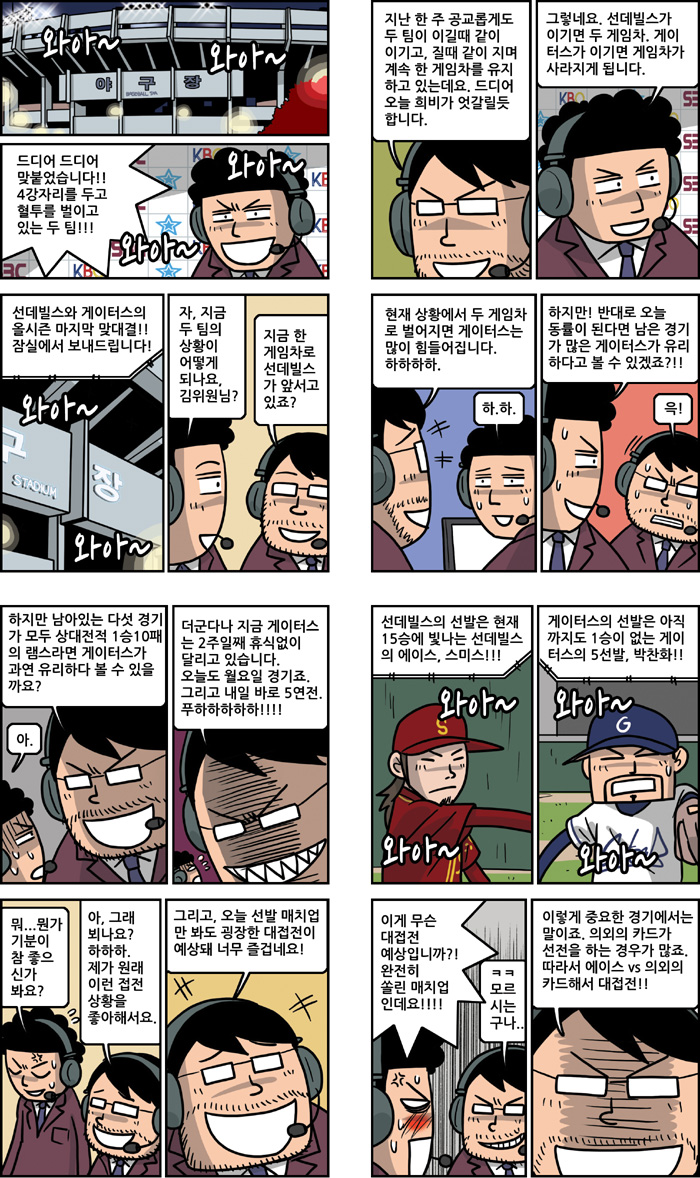 와아~
와아~
야구장
BASEBALL
드디어 드디어
맞붙었습니다!!
4강자리를 두고
혈투를 벌이고
있는 두 팀!!!
와아~
와아~
KBO
지난 한 주 공교롭게도
두 팀이 이길때 같이
이기고, 질때 같이 지며
계속 한 게임차를 유지
하고 있는데요. 드디어
오늘 희비가 엇갈릴듯
합니다.
그렇네요. 선데빌스가
이기면 두 게임차. 게이
터스가 이기면 게임차가
사라지게 됩니다.
KBO
선데빌스와 게이터스의
올시즌 마지막 맞대결!!
잠실에서 보내드립니다!
와아~
구장
STADIUM
와아~
자, 지금
두 팀의
상황이
어떻게
되나요,
김위원님?
지금 한
게임차로
선데빌스
가 앞서고
있죠?
현재 상황에서 두 게임차
로 벌어지면 게이터스는
많이 힘들어집니다.
하하하하.
하.하.
하지만! 반대로 오늘
동률이 된다면 남은 경기
가 많은 게이터스가 유리
하다고 볼 수 있겠죠?!!
윽!
하지만 남아있는 다섯 경기
가 모두 상대전적 1승10패
의 램스라면 게이터스가
과연 유리하다 볼 수 있을
까요?
아.
더군다나 지금 게이터스
는 2주일째 휴식없이
달리고 있습니다.
오늘도 월요일 경기죠.
그리고 내일 바로 5연전.
푸하하하하하!!!!
선데빌스의 선발은 현재
15승에 빛나는 선데빌스
의 에이스, 스미스!!!
와아~
S
와아~
게이터스의 선발은 아직
까지도 1승이 없는 게이
터스의 5선발, 박찬화!!
와아~
G
와아~
뭐...뭔가
기분이
참 좋으
신가
봐요?
아, 그래
뵈나요?
하하하.
제가 원래
이런 접전
상황을
좋아해서요.
그리고, 오늘 선발 매치업
만 봐도 굉장한 대접전이
예상돼 너무 즐겁네요!
이게 무슨
대접전
예상입니까?!
완전히
쏠린 매치업
인데요!!!!
ㅋㅋ
모르
시는
구나..
이렇게 중요한 경기에서는
말이죠. 의외의 카드가
선전을 하는 경우가 많죠.
따라서 에이스 vs 의외의
카드해서 대접전!!